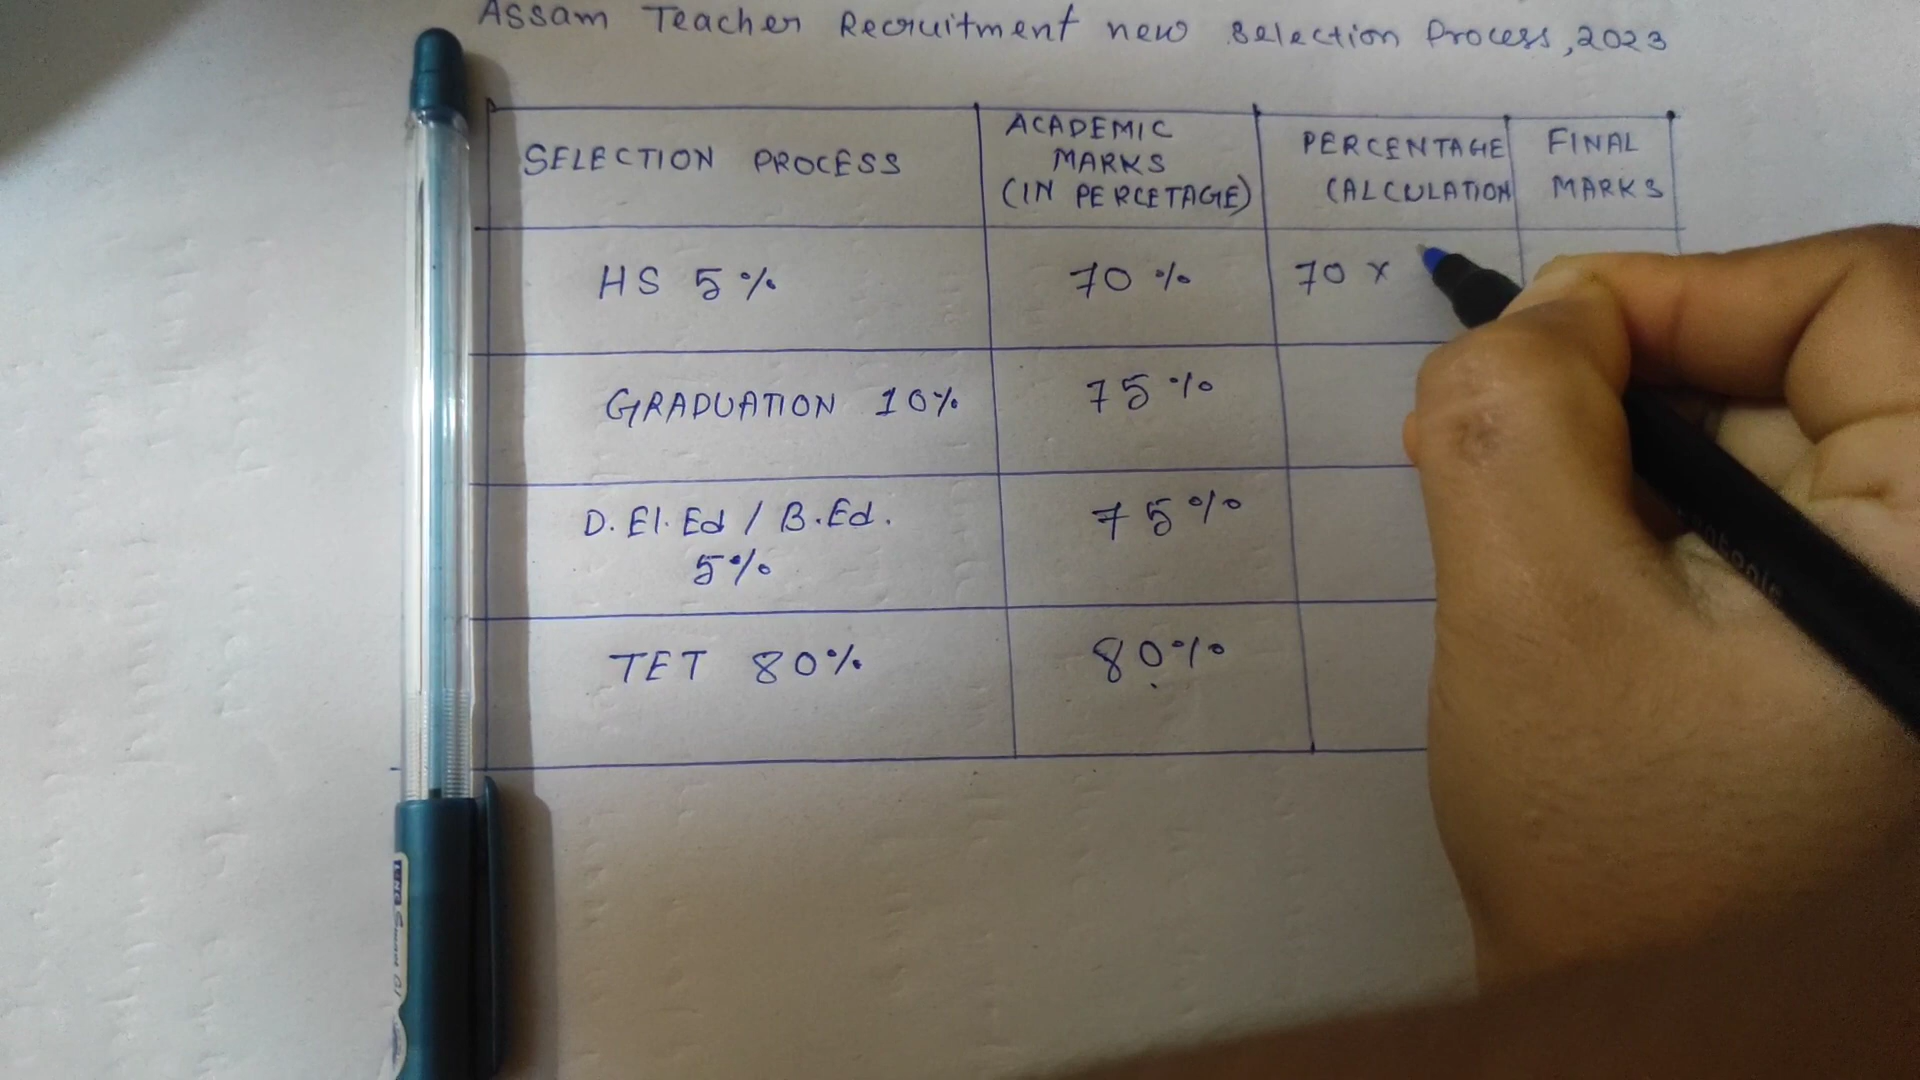 Assam Teacher Recruitment new Selection Process, 2023
SELECTION PROCESS
ACADEMIC
MARKS
(IN PERCETAGE)
PERCENTAGE
CALCULATION
FINAL
MARKS
HS 5%
70%
70 x
GRADUATION 10%
75%
D. El. Ed / B.Ed.
5%
75%
TET 80%
80%